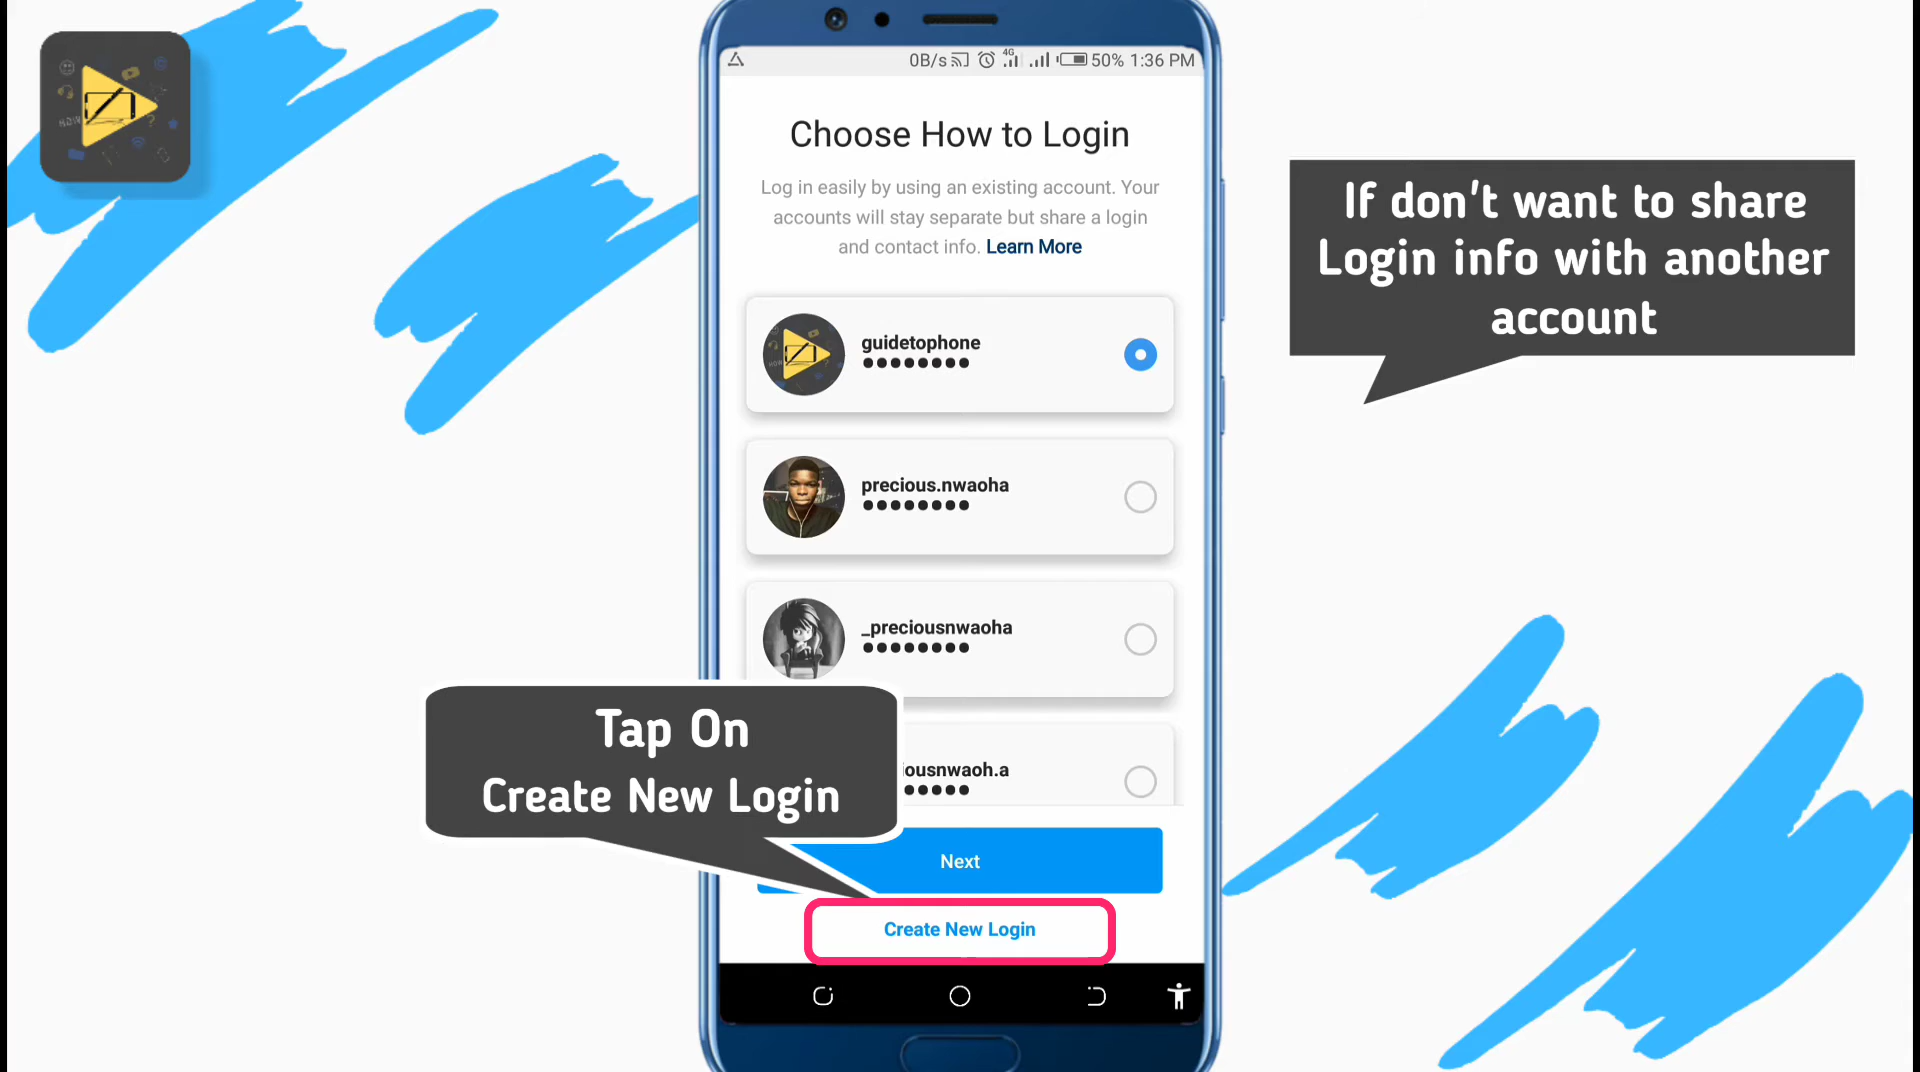 0B/s 4G 50% 1:36 PM
Choose How to Login
Log in easily by using an existing account. Your
accounts will stay separate but share a login
and contact info. Learn More
guidetophone
precious.nwaoha
_preciousnwaoha
iousnwaoh.a
Next
Create New Login
If don't want to share
Login info with another
account
Tap On
Create New Login